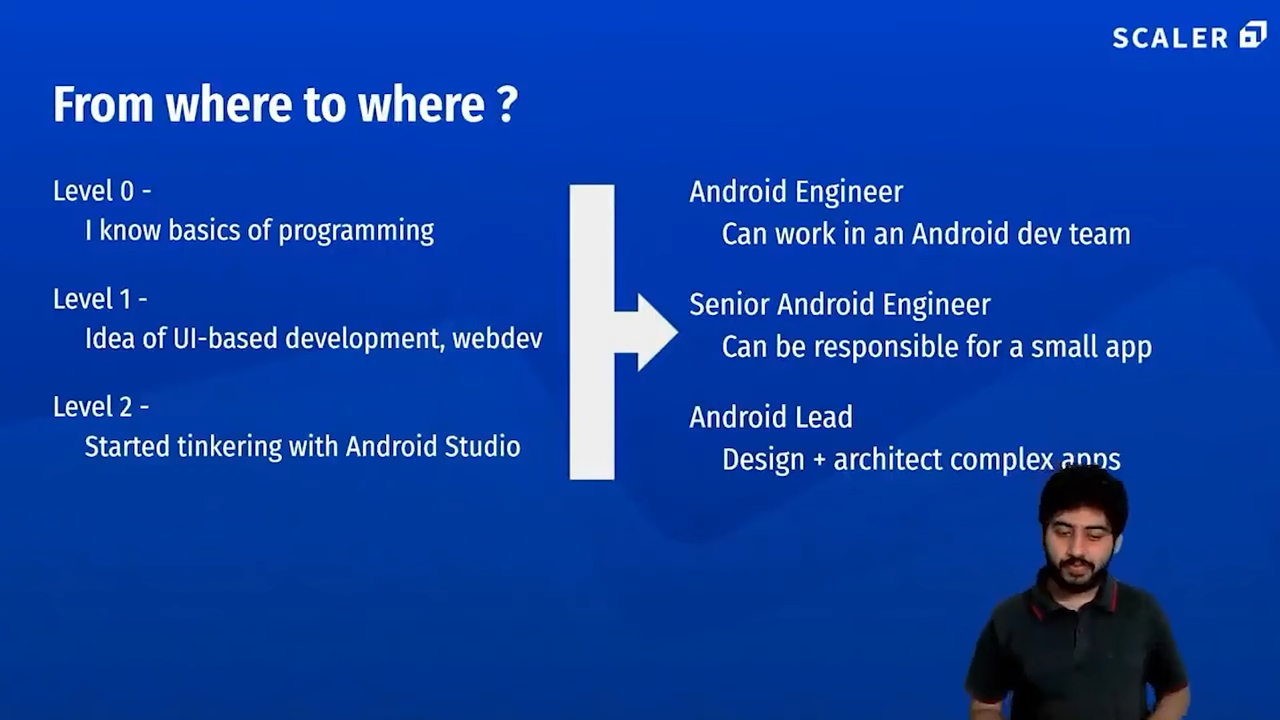 SCALER
From where to where ?
Level 0 -
I know basics of programming
Level 1 -
Idea of UI-based development, webdev
Level 2 -
Started tinkering with Android Studio
Android Engineer
Can work in an Android dev team
Senior Android Engineer
Can be responsible for a small app
Android Lead
Design + architect complex apps